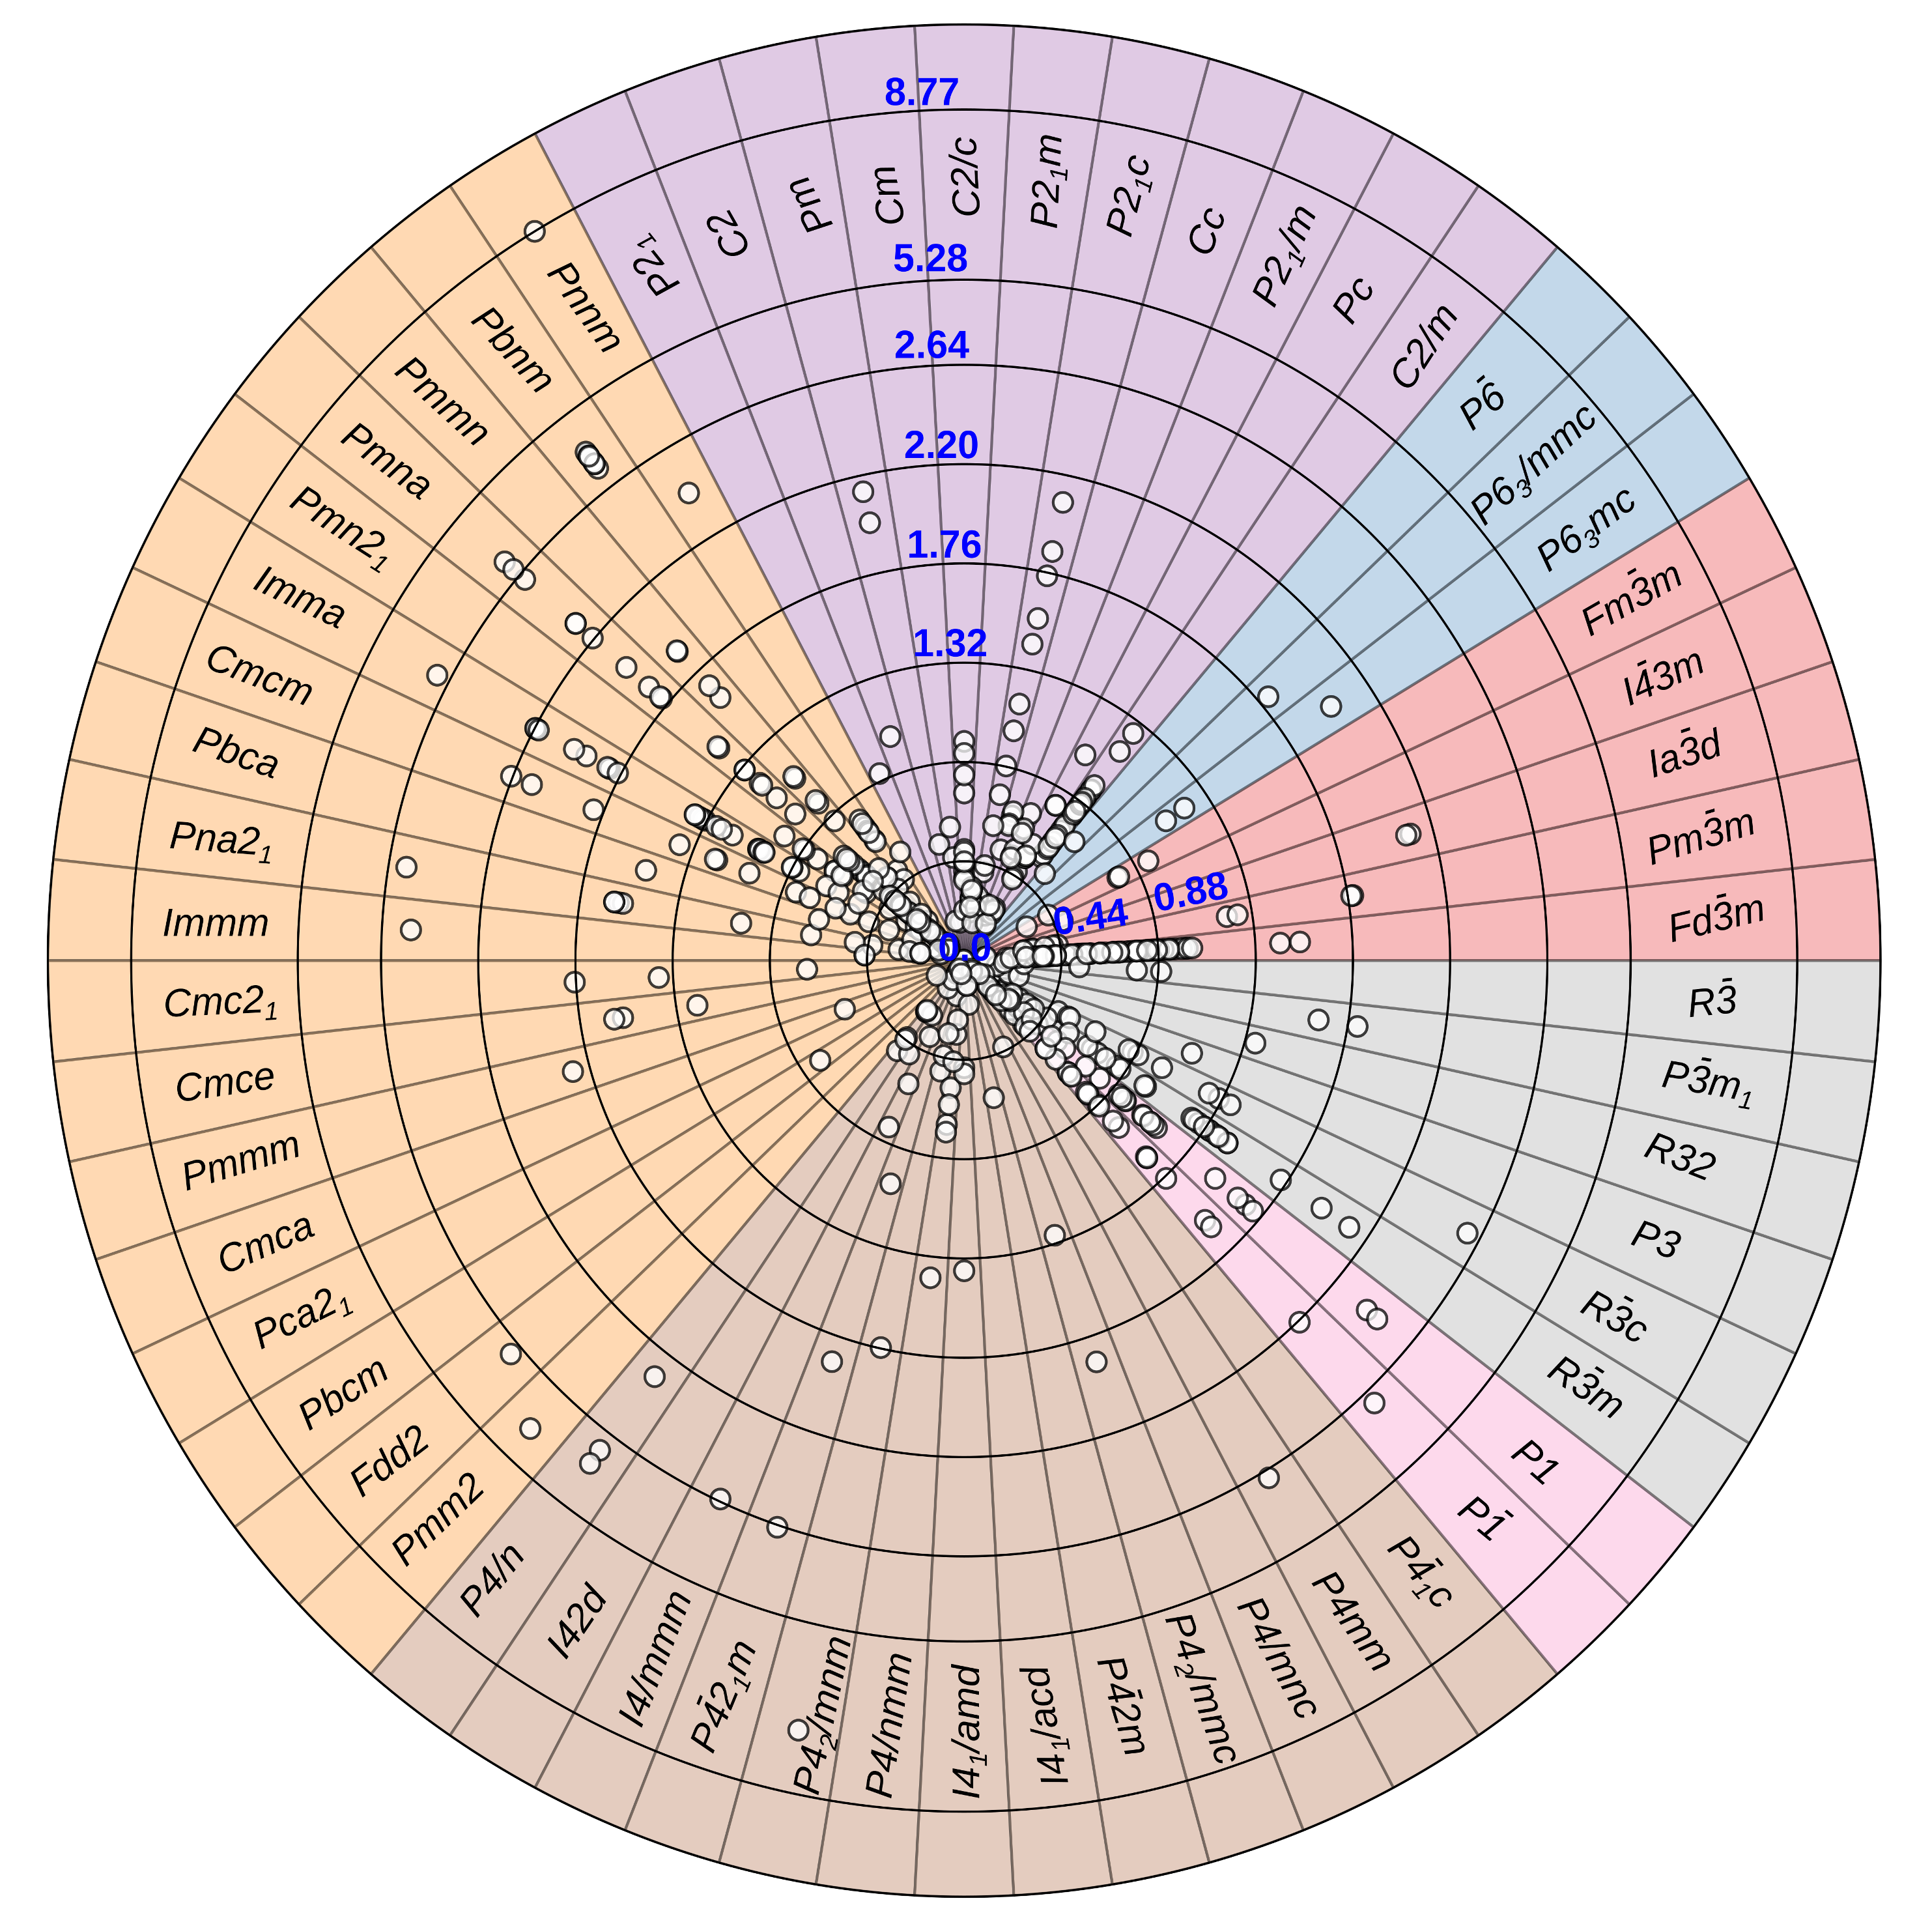 8.77
5.28
2.64
2.20
1.76
1.32
0.88
0.44
0.0
P2₁
C2
Pm
Cm
C2/c
P2₁m
P2₁c
Cc
P2₁/m
Pc
C2/m
P6̄
P6₃/mmc
P6₃mc
Fm3̄m
I4̄3m
Ia3̄d
Pm3̄m
Fd3̄m
R3̄
P3̄m₁
R32
P3
R3̄c
R3̄m
P1
P1̄
P4̄₁c
P4mm
P4/mnc
P4₂/mmc
P4̄2m
I4₁/acd
I4₁/amd
P4/nmm
P4₂/mnm
P4̄2₁m
I4/mmm
I42d
P4/n
Pmm2
Fdd2
Pbcm
Pca2₁
Cmca
Pmmm
Cmce
Cmc2₁
Immm
Pna2₁
Pbca
Cmcm
Imma
Pmn2₁
Pmna
Pmmn
Pbnm
Pnnm